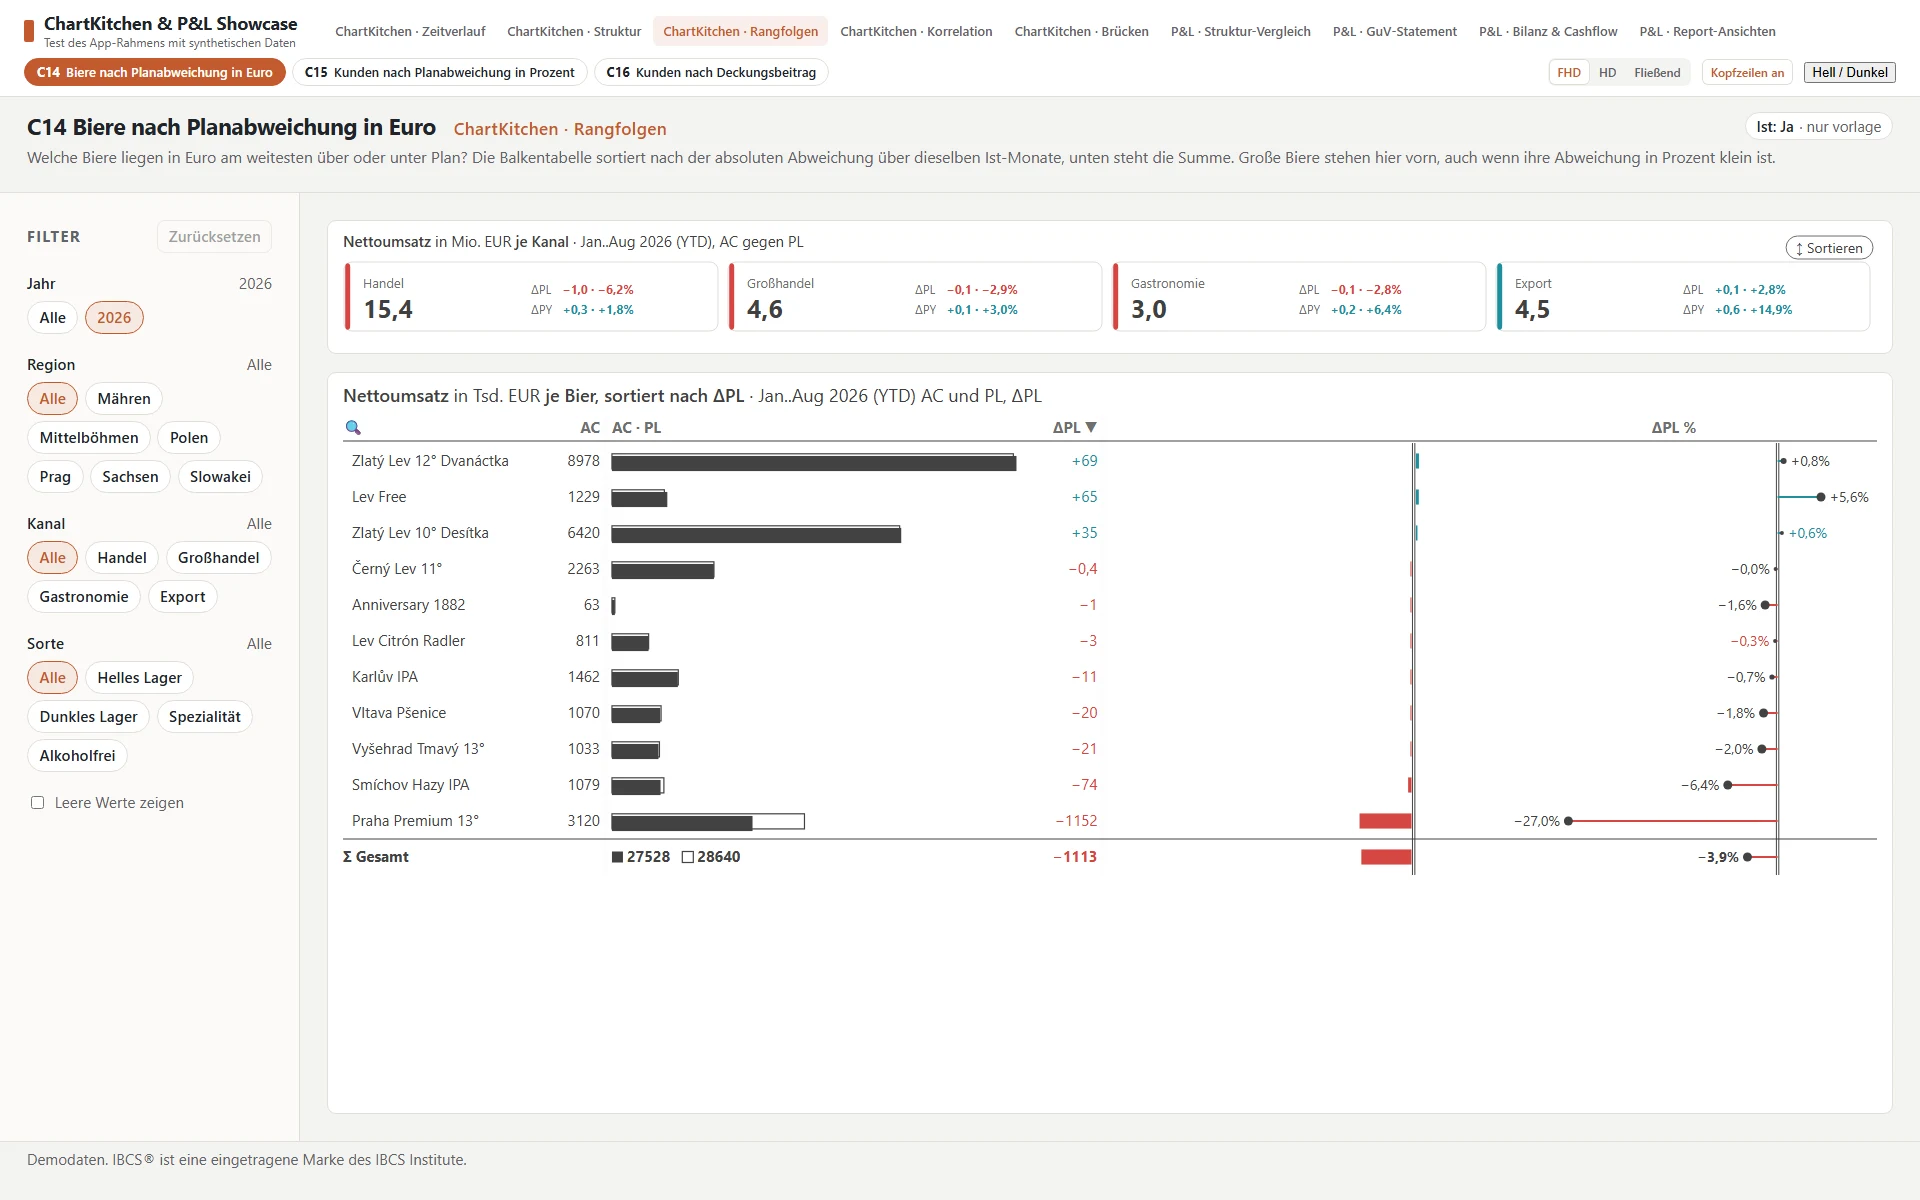 ChartKitchen & P&L Showcase
Test des App-Rahmens mit synthetischen Daten
ChartKitchen · Zeitverlauf
ChartKitchen · Struktur
ChartKitchen · Rangfolgen
ChartKitchen · Korrelation
ChartKitchen · Brücken
P&L · Struktur-Vergleich
P&L · GuV-Statement
P&L · Bilanz & Cashflow
P&L · Report-Ansichten
C14 Biere nach Planabweichung in Euro
C15 Kunden nach Planabweichung in Prozent
C16 Kunden nach Deckungsbeitrag
FHD
HD
Fließend
Kopfzeilen an
Hell / Dunkel
C14 Biere nach Planabweichung in Euro ChartKitchen · Rangfolgen
Ist: Ja · nur vorlage
Welche Biere liegen in Euro am weitesten über oder unter Plan? Die Balkentabelle sortiert nach der absoluten Abweichung über dieselben Ist-Monate, unten steht die Summe. Große Biere stehen hier vorn, auch wenn ihre Abweichung in Prozent klein ist.
FILTER
Zurücksetzen
Jahr 2026
Alle 2026
Region Alle
Alle Mähren
Mittelböhmen Polen
Prag Sachsen Slowakei
Kanal Alle
Alle Handel Großhandel
Gastronomie Export
Sorte Alle
Alle Helles Lager
Dunkles Lager Spezialität
Alkoholfrei
Leere Werte zeigen
Nettoumsatz in Mio. EUR je Kanal · Jan..Aug 2026 (YTD), AC gegen PL
↕ Sortieren
Handel
15,4
ΔPL −1,0 · −6,2%
ΔPY +0,3 · +1,8%
Großhandel
4,6
ΔPL −0,1 · −2,9%
ΔPY +0,1 · +3,0%
Gastronomie
3,0
ΔPL −0,1 · −2,8%
ΔPY +0,2 · +6,4%
Export
4,5
ΔPL +0,1 · +2,8%
ΔPY +0,6 · +14,9%
Nettoumsatz in Tsd. EUR je Bier, sortiert nach ΔPL · Jan..Aug 2026 (YTD) AC und PL, ΔPL
AC AC · PL ΔPL ▼ ΔPL %
Zlatý Lev 12° Dvanáctka 8978 +69 +0,8%
Lev Free 1229 +65 +5,6%
Zlatý Lev 10° Desítka 6420 +35 +0,6%
Černý Lev 11° 2263 −0,4 −0,0%
Anniversary 1882 63 −1 −1,6%
Lev Citrón Radler 811 −3 −0,3%
Karlův IPA 1462 −11 −0,7%
Vltava Pšenice 1070 −20 −1,8%
Vyšehrad Tmavý 13° 1033 −21 −2,0%
Smíchov Hazy IPA 1079 −74 −6,4%
Praha Premium 13° 3120 −1152 −27,0%
Σ Gesamt 27528 28640 −1113 −3,9%
Demodaten. IBCS® ist eine eingetragene Marke des IBCS Institute.